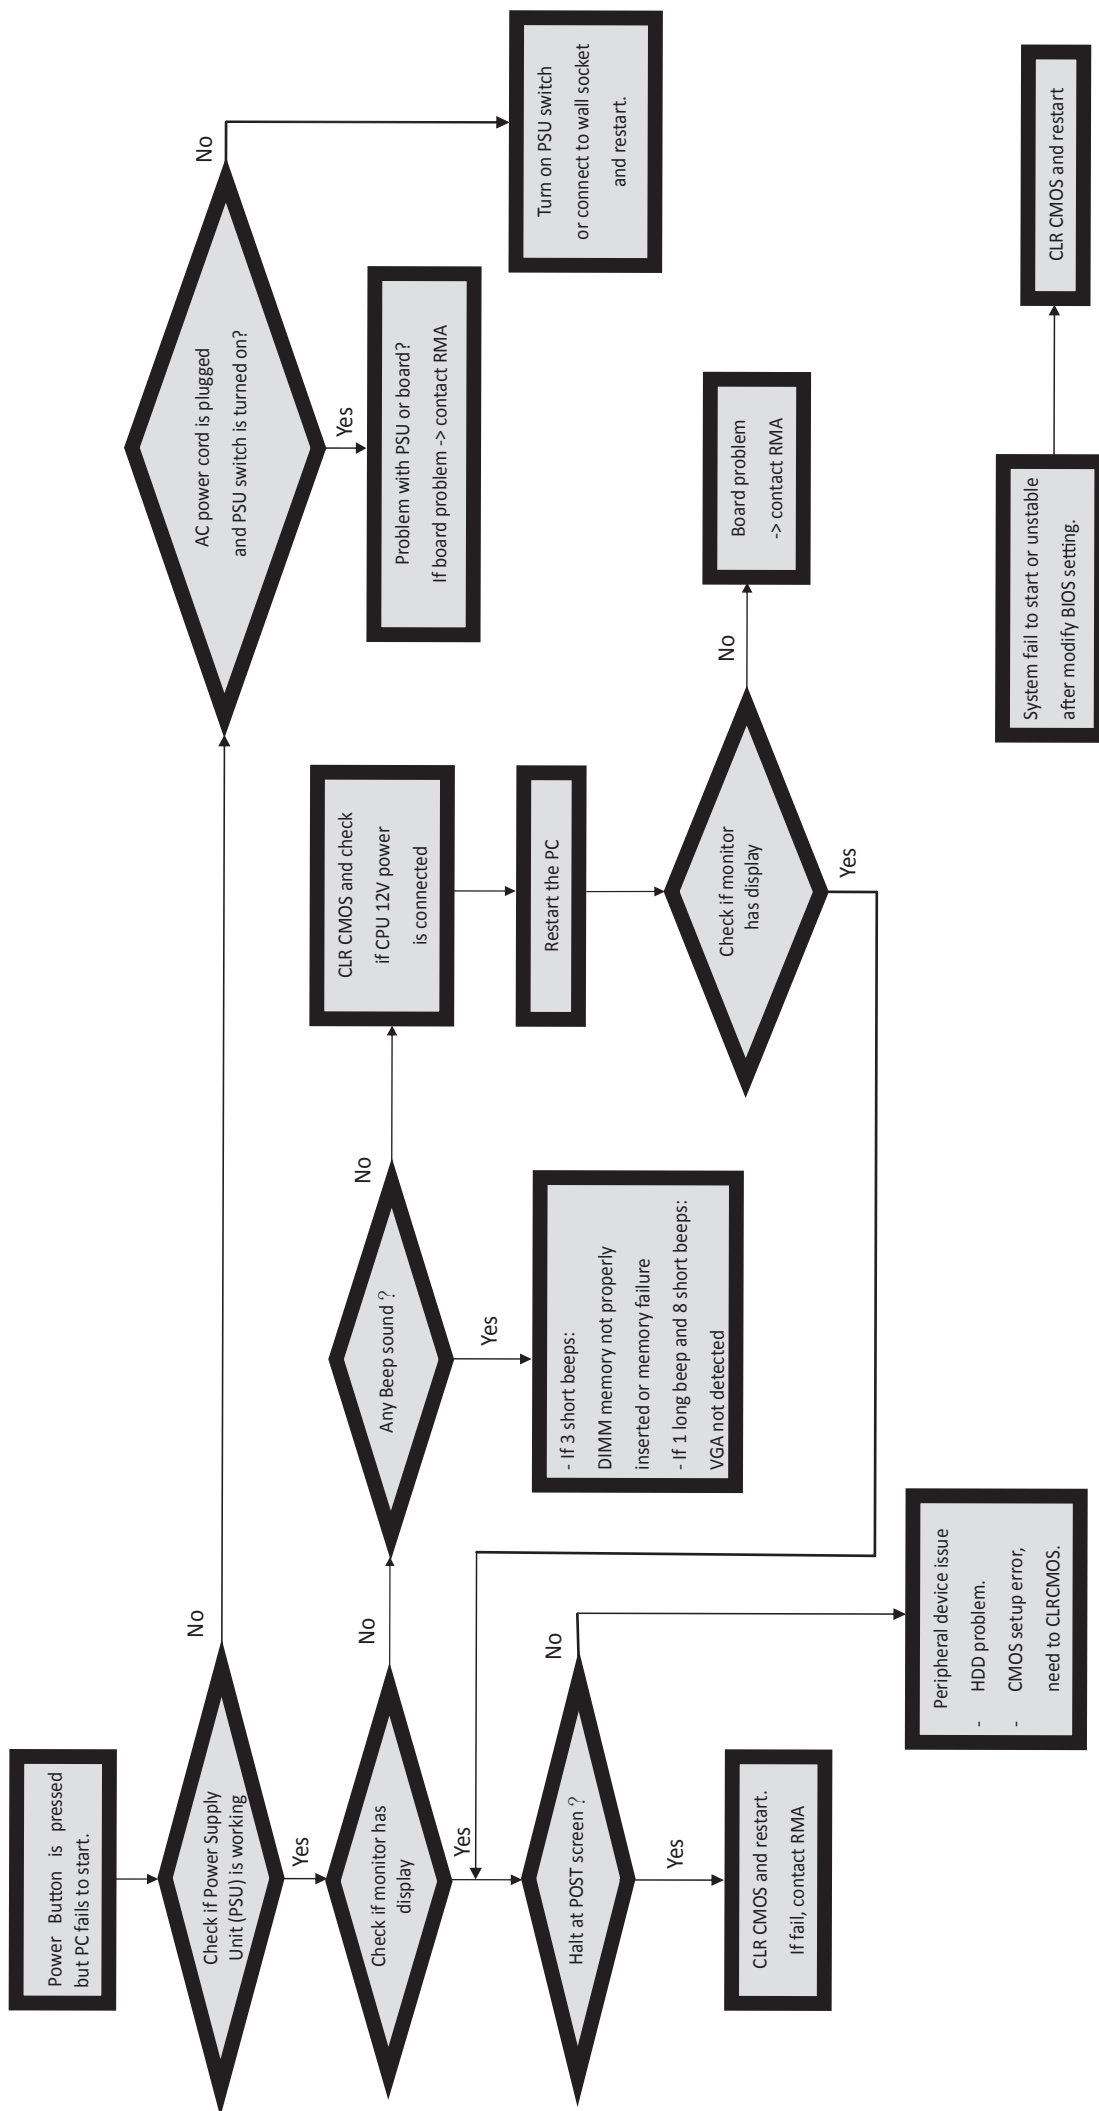 Power Button is pressed
but PC fails to start.
Check if Power Supply
Unit (PSU) is working
No
AC power cord is plugged
and PSU switch is turned on?
No
Turn on PSU switch
or connect to wall socket
and restart.
Yes
Problem with PSU or board?
If board problem -> contact RMA
Yes
Check if monitor has
display
No
Any Beep sound？
No
CLR CMOS and check
if CPU 12V power
is connected
Restart the PC
Check if monitor
has display
No
Board problem
-> contact RMA
Yes
Yes
- If 3 short beeps:
DIMM memory not properly
inserted or memory failure
- If 1 long beep and 8 short beeps:
VGA not detected
Yes
Halt at POST screen？
No
Peripheral device issue
- HDD problem.
- CMOS setup error,
need to CLRCMOS.
Yes
CLR CMOS and restart.
If fail, contact RMA
System fail to start or unstable
after modify BIOS setting.
CLR CMOS and restart